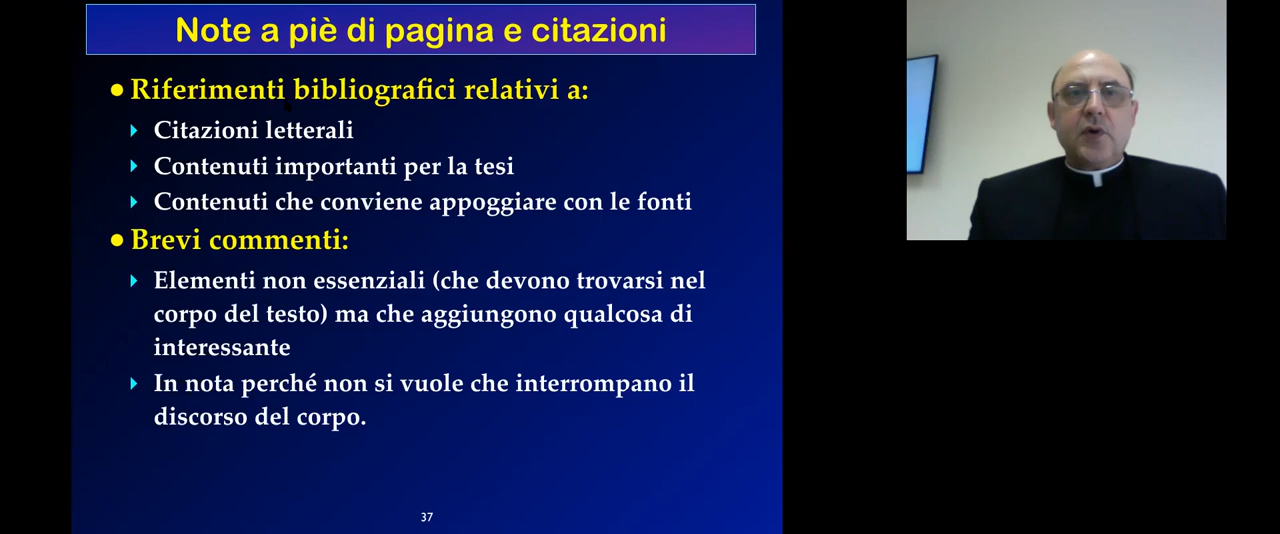 Note a piè di pagina e citazioni
Riferimenti bibliografici relativi a:
Citazioni letterali
Contenuti importanti per la tesi
Contenuti che conviene appoggiare con le fonti
Brevi commenti:
Elementi non essenziali (che devono trovarsi nel
corpo del testo) ma che aggiungono qualcosa di
interessante
In nota perché non si vuole che interrompano il
discorso del corpo.
37